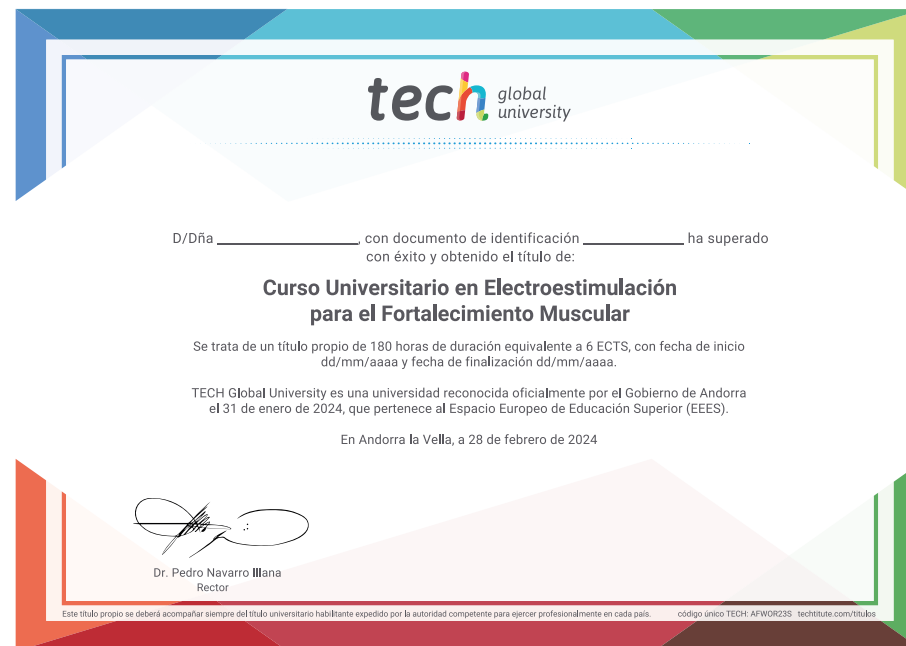 tech global
university
D/Dña ______________, con documento de identificación __________ ha superado
con éxito y obtenido el título de:
Curso Universitario en Electroestimulación
para el Fortalecimiento Muscular
Se trata de un título propio de 180 horas de duración equivalente a 6 ECTS, con fecha de inicio
dd/mm/aaaa y fecha de finalización dd/mm/aaaa.
TECH Global University es una universidad reconocida oficialmente por el Gobierno de Andorra
el 31 de enero de 2024, que pertenece al Espacio Europeo de Educación Superior (EEES).
En Andorra la Vella, a 28 de febrero de 2024
Dr. Pedro Navarro Illana
Rector
Este título propio se deberá acompañar siempre del título universitario habilitante expedido por la autoridad competente para ejercer profesionalmente en cada país. código único TECH: AFWOR23S techtitute.com/titulos